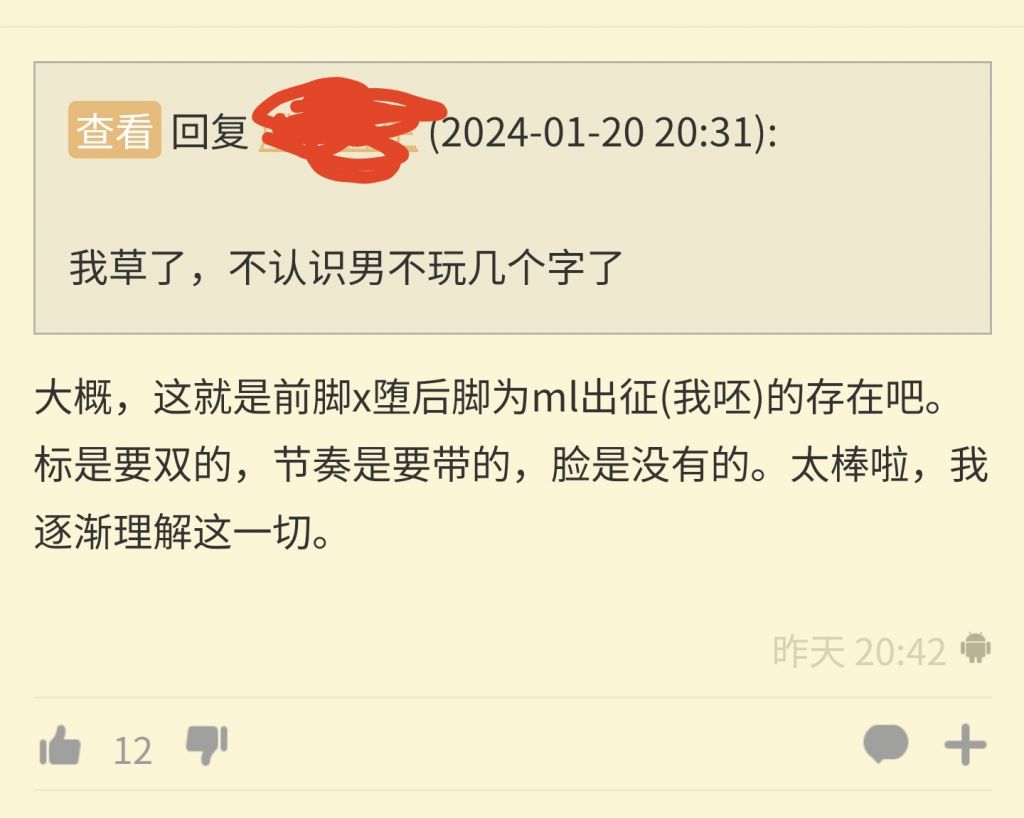 查看 回复 (2024-01-20 20:31):
我草了，不认识男不玩几个字了
大概，这就是前脚x堕后脚为ml出征(我呸)的存在吧。
标是要双的，节奏是要带的，脸是没有的。太棒啦，我
逐渐理解这一切。
昨天 20:42
12